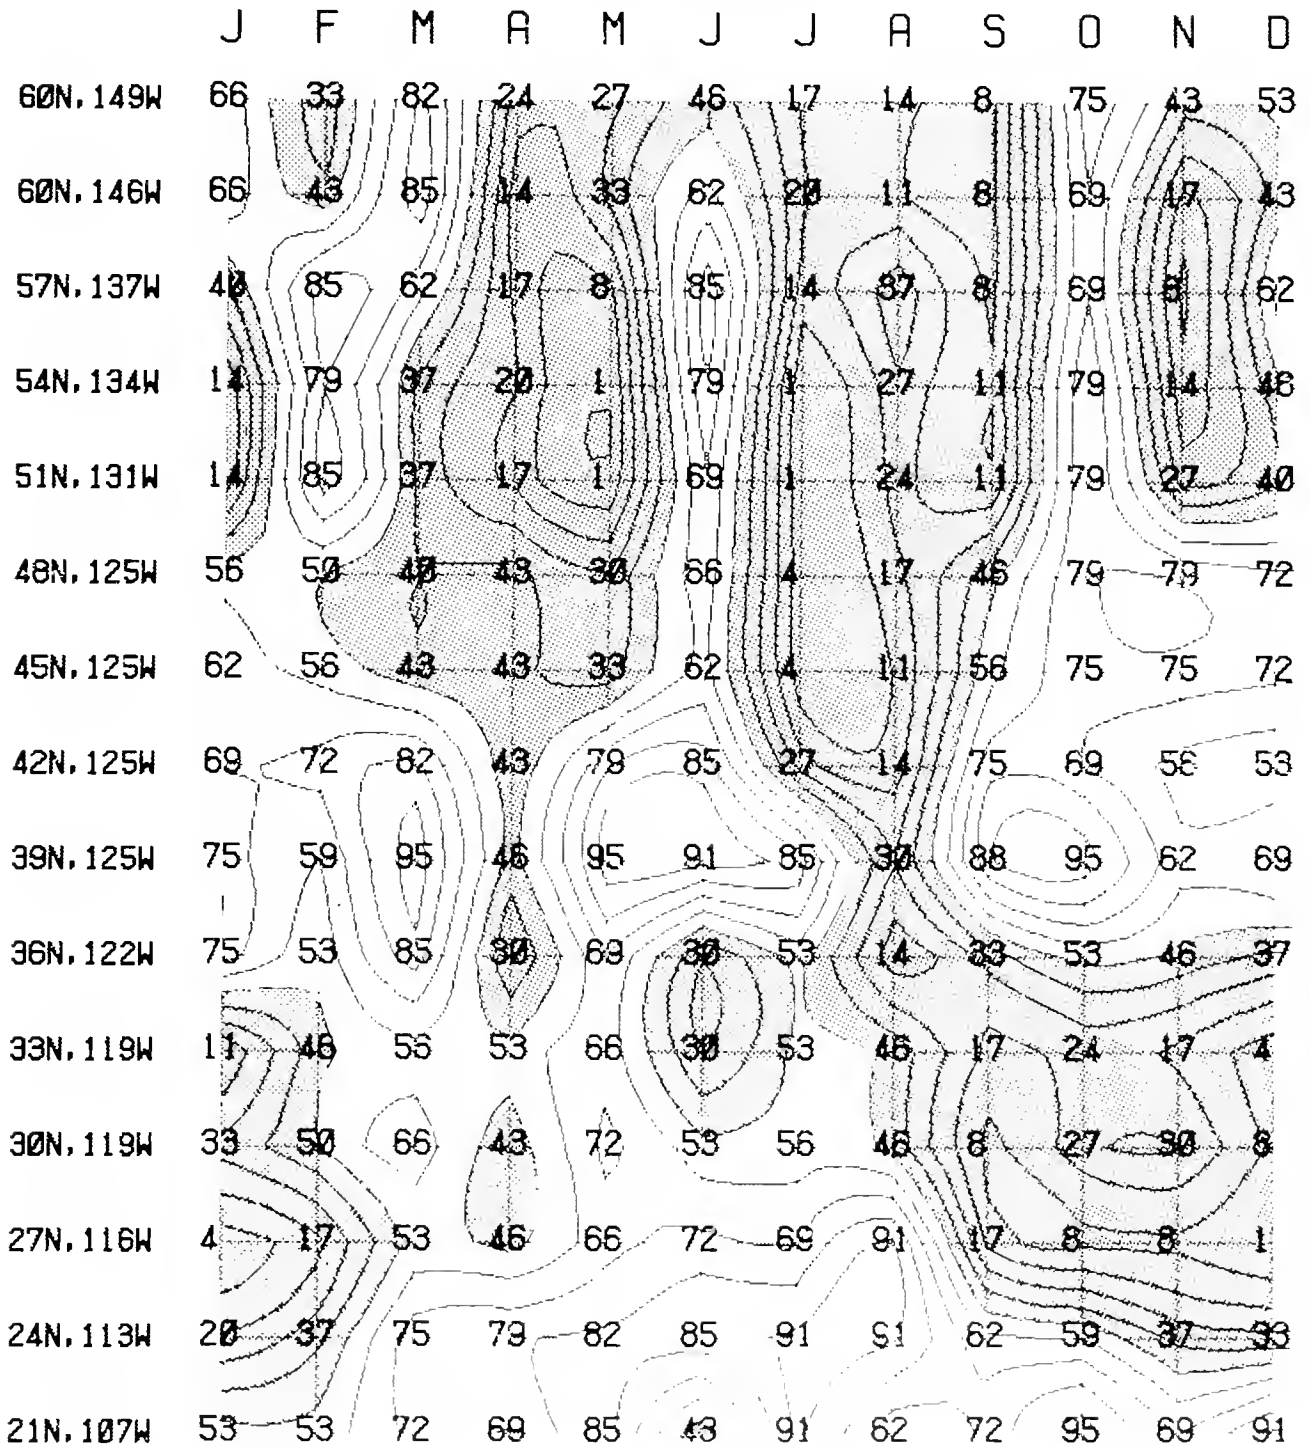 J F M A M J J A S O N D
60N,149W 66 33 82 24 27 46 17 14 8 75 43 53
60N,146W 66 43 85 14 33 62 20 11 8 69 17 43
57N,137W 40 85 62 17 8 85 14 37 8 69 8 62
54N,134W 14 79 37 20 1 79 1 27 11 79 14 46
51N,131W 14 85 37 17 1 69 1 24 11 79 27 40
48N,125W 56 50 40 43 30 66 4 17 46 79 79 72
45N,125W 62 56 43 43 33 62 4 11 56 75 75 72
42N,125W 69 72 82 43 79 85 27 14 75 69 56 53
39N,125W 75 59 95 46 95 91 85 30 88 95 62 69
36N,122W 75 53 85 30 69 30 53 14 33 53 46 37
33N,119W 11 46 56 53 66 30 53 46 17 24 17 4
30N,119W 33 50 66 43 72 53 56 46 8 27 30 8
27N,116W 4 17 53 46 66 72 69 91 17 8 8 1
24N,113W 20 37 75 79 82 85 91 91 62 59 37 33
21N,107W 53 53 72 69 85 43 91 62 72 95 69 91